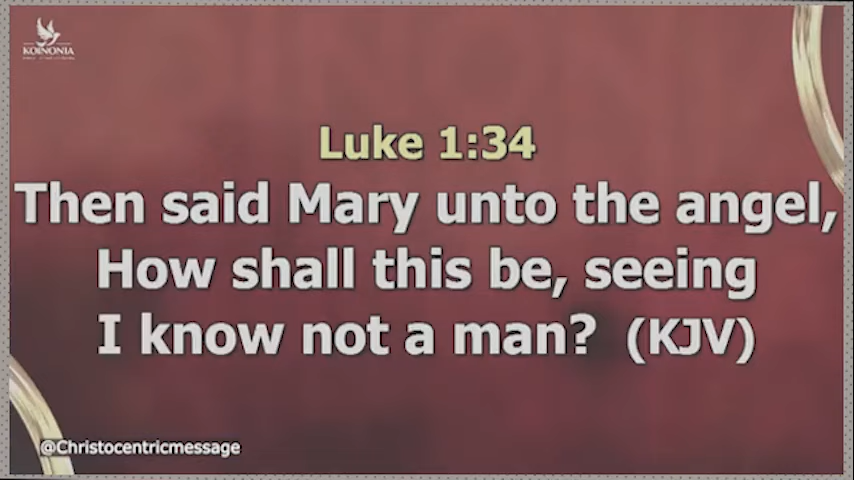 KOINONIA
Luke 1:34
Then said Mary unto the angel,
How shall this be, seeing
I know not a man? (KJV)
@Christocentricmessage